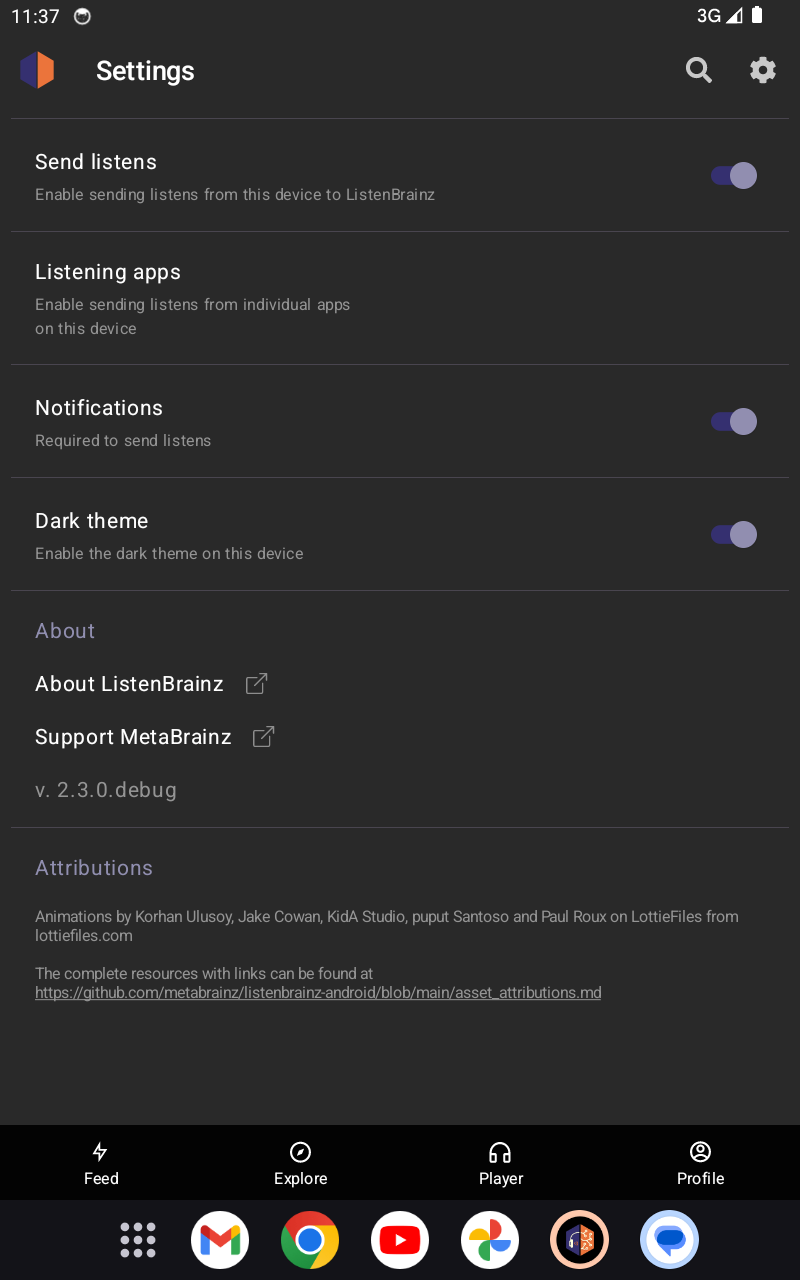 11:37
3G
Settings
Send listens
Enable sending listens from this device to ListenBrainz
Listening apps
Enable sending listens from individual apps
on this device
Notifications
Required to send listens
Dark theme
Enable the dark theme on this device
About
About ListenBrainz
Support MetaBrainz
v. 2.3.0.debug
Attributions
Animations by Korhan Ulusoy, Jake Cowan, KidA Studio, puput Santoso and Paul Roux on LottieFiles from
lottiefiles.com
The complete resources with links can be found at
https://github.com/metabrainz/listenbrainz-android/blob/main/asset_attributions.md
Feed
Explore
Player
Profile